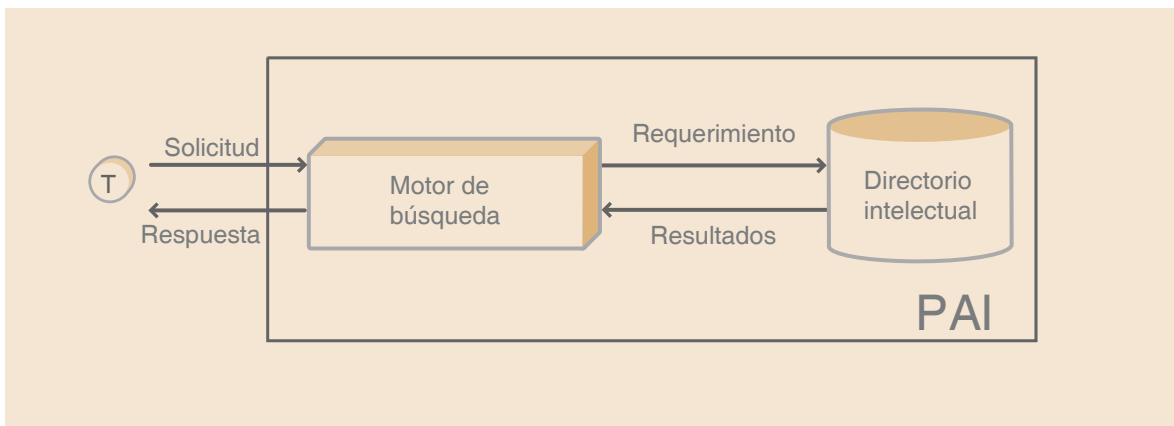 Solicitud
T
Respuesta
Motor de
búsqueda
Requerimiento
Resultados
Directorio
intelectual
PAI